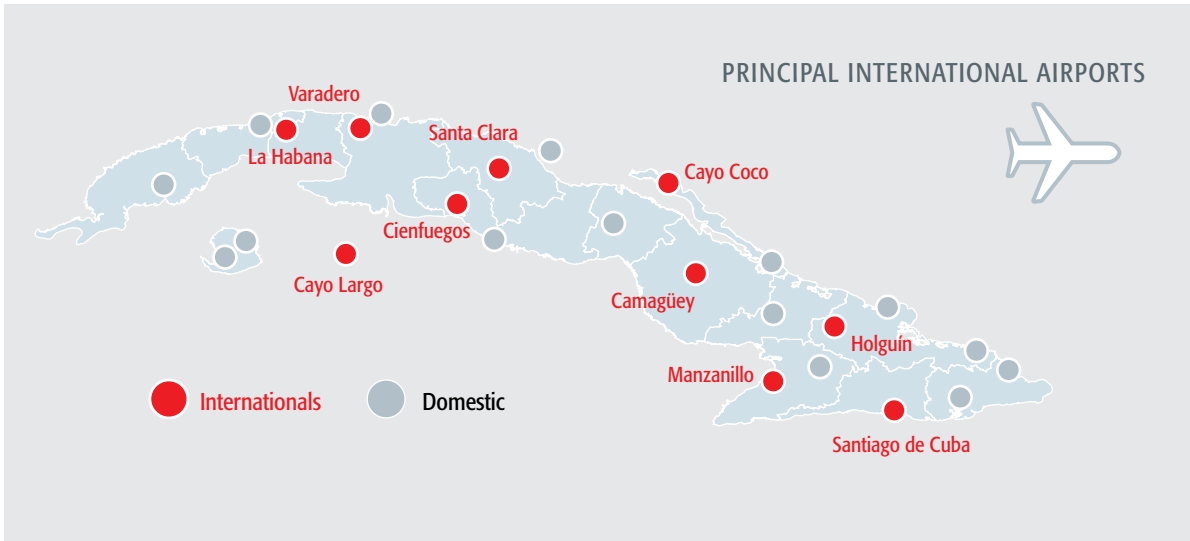 PRINCIPAL INTERNATIONAL AIRPORTS
Varadero
Santa Clara
La Habana
Cayo Coco
Cienfuegos
Cayo Largo
Camagüey
Holguín
Manzanillo
Internationals
Domestic
Santiago de Cuba